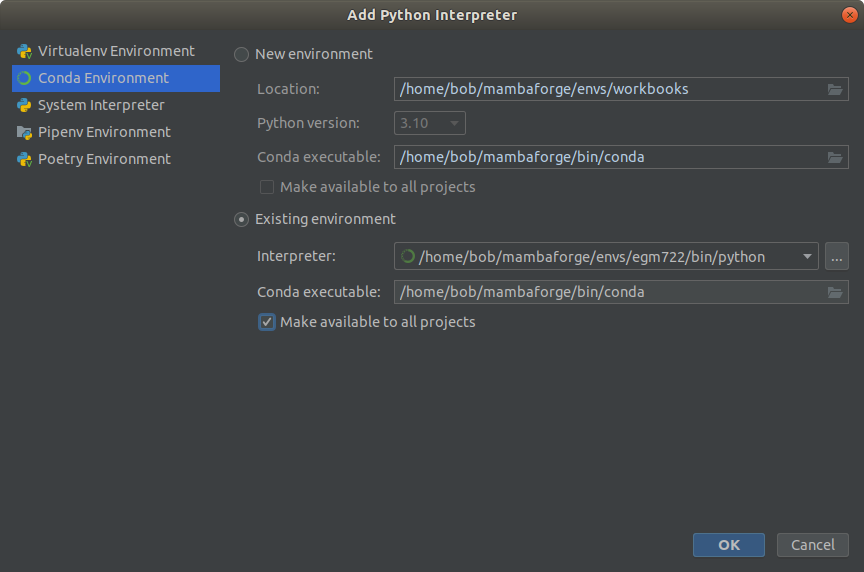 Add Python Interpreter
Virtualenv Environment
Conda Environment
System Interpreter
Pipenv Environment
Poetry Environment
New environment
Location: /home/bob/mambaforge/envs/workbooks
Python version: 3.10
Conda executable: /home/bob/mambaforge/bin/conda
Make available to all projects
Existing environment
Interpreter: /home/bob/mambaforge/envs/egm722/bin/python ...
Conda executable: /home/bob/mambaforge/bin/conda
Make available to all projects
OK Cancel